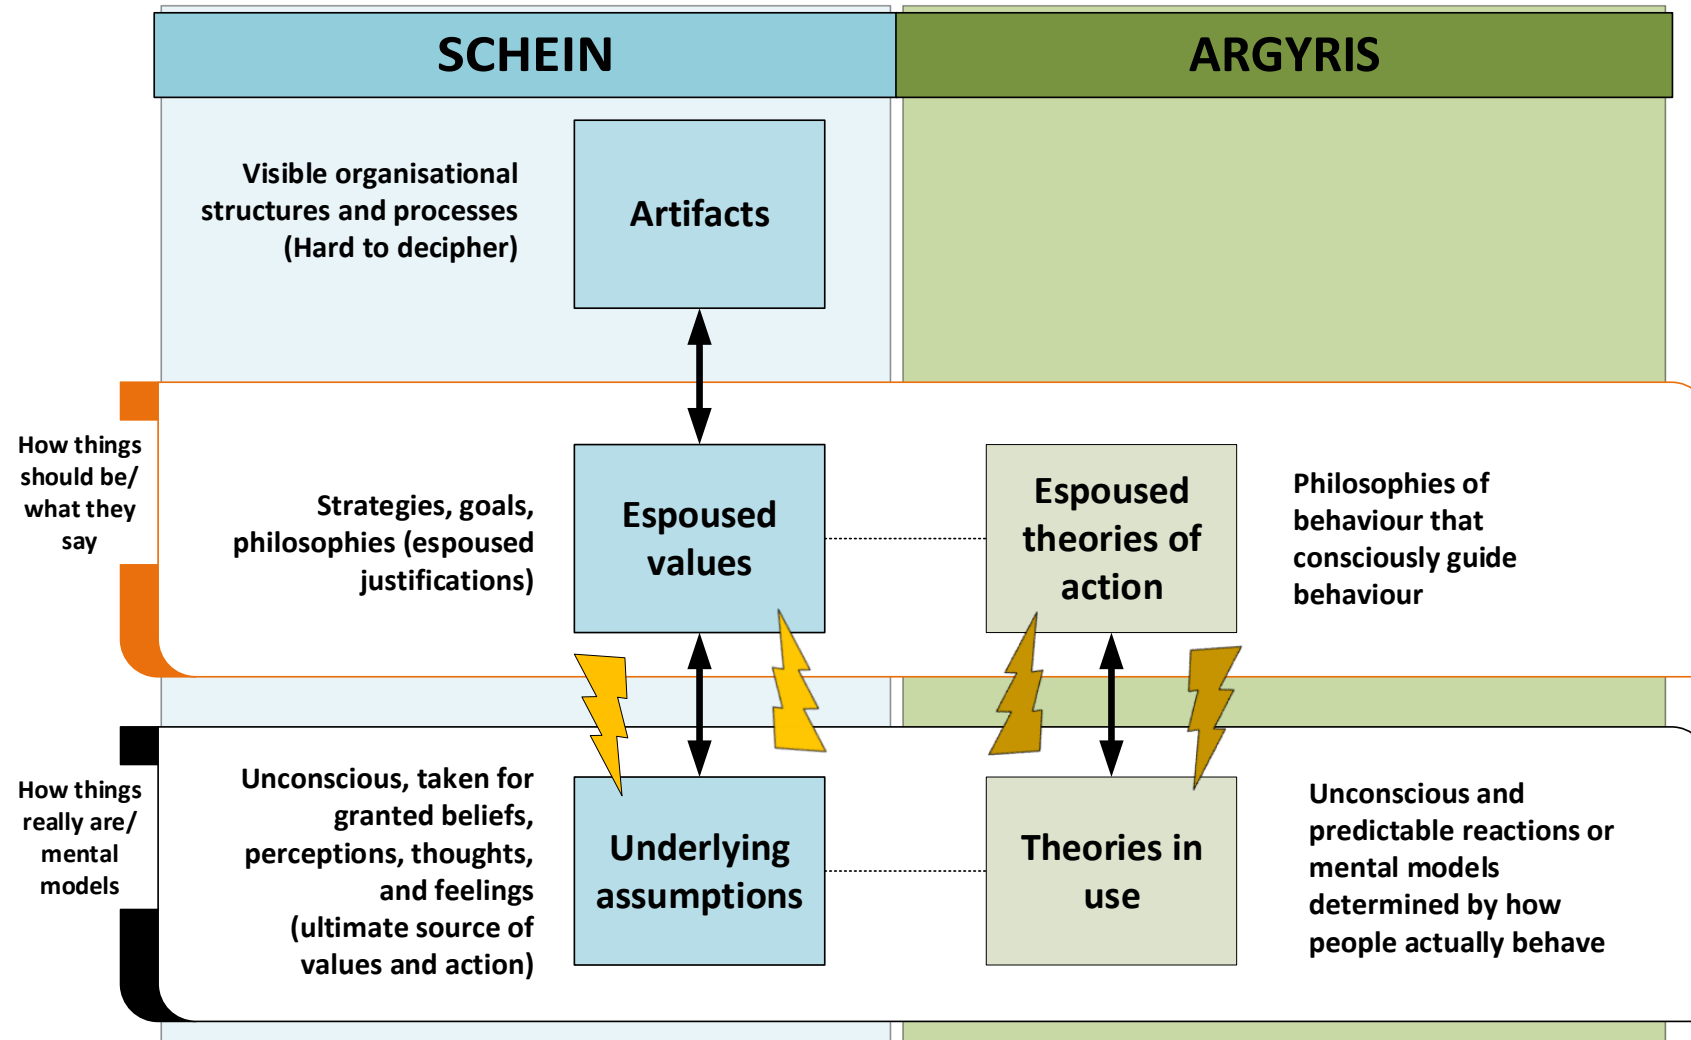 SCHEIN
ARGYRIS
Visible organisational
structures and processes
(Hard to decipher)
Artifacts
How things
should be/
what they
say
Strategies, goals,
philosophies (espoused
justifications)
Espoused
values
Espoused
theories of
action
Philosophies of
behaviour that
consciously guide
behaviour
How things
really are/
mental
models
Unconscious, taken for
granted beliefs,
perceptions, thoughts,
and feelings
(ultimate source of
values and action)
Underlying
assumptions
Theories in
use
Unconscious and
predictable reactions or
mental models
determined by how
people actually behave